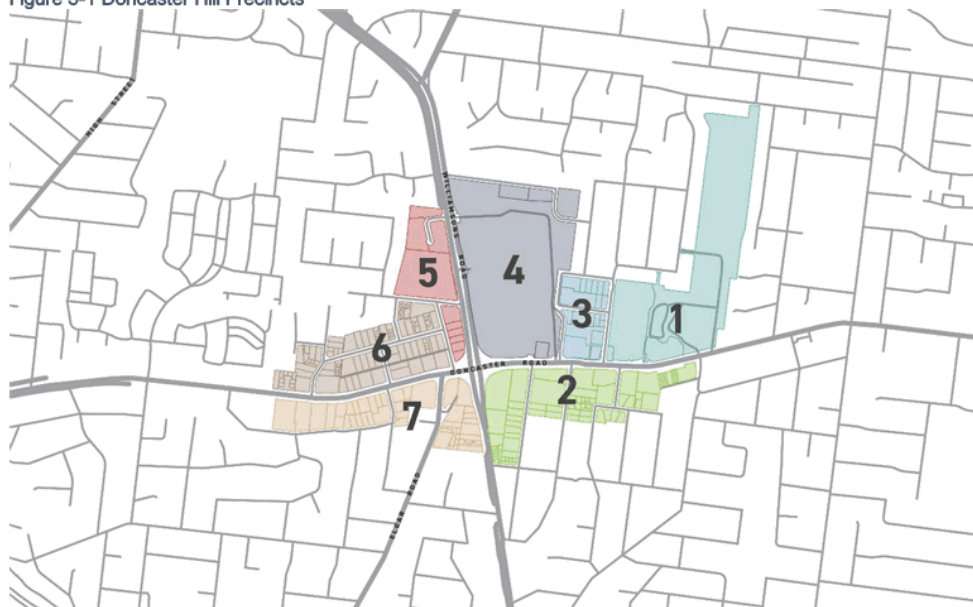 Figure 3-1 Doncaster Hill Precincts
HIGH STREET
WILLIAMSONS ROAD
5
4
3
1
6
DONCASTER ROAD
2
7
ELGAR ROAD